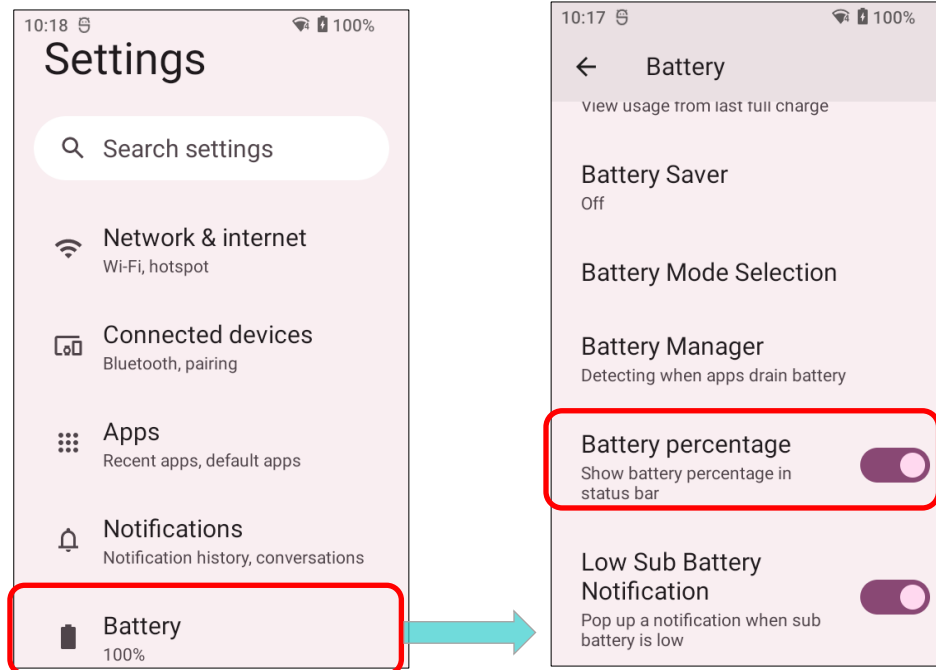 10:18 100%
Settings
Search settings
Network & internet
Wi-Fi, hotspot
Connected devices
Bluetooth, pairing
Apps
Recent apps, default apps
Notifications
Notification history, conversations
Battery
100%
10:17 100%
Battery
View usage from last full charge
Battery Saver
Off
Battery Mode Selection
Battery Manager
Detecting when apps drain battery
Battery percentage
Show battery percentage in
status bar
Low Sub Battery
Notification
Pop up a notification when sub
battery is low